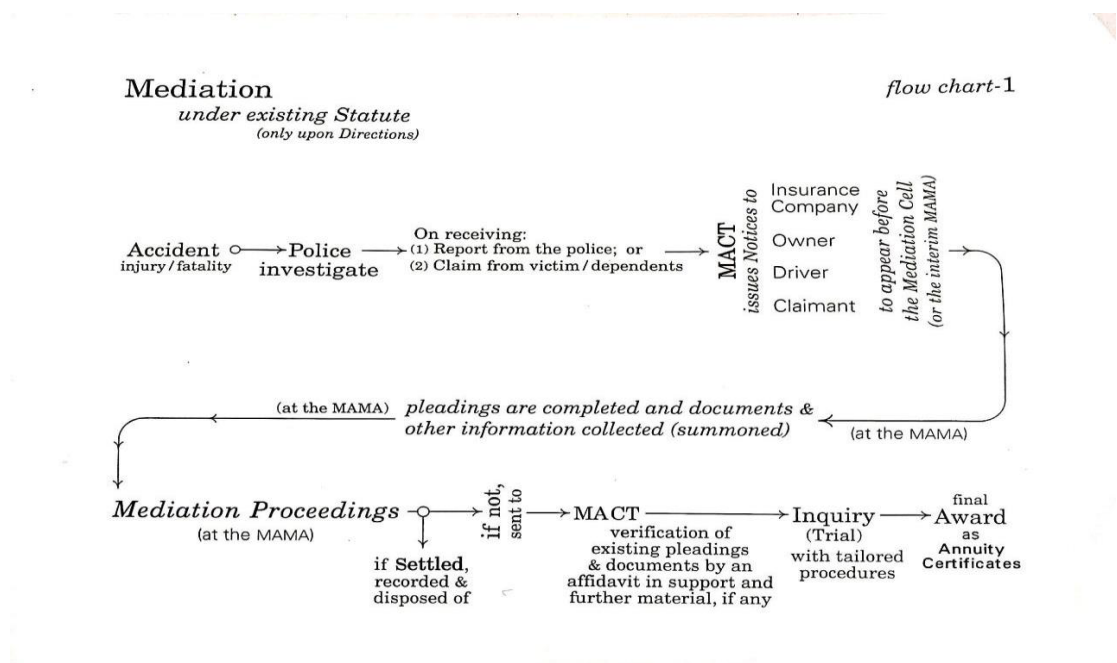 Mediation
under existing Statute
(only upon Directions)
flow chart-1
Accident
injury/fatality
Police
investigate
On receiving:
(1) Report from the police; or
(2) Claim from victim/dependents
MACT
issues Notices to
Insurance
Company
Owner
Driver
Claimant
to appear before
the Mediation Cell
(or the interim MAMA)
(at the MAMA)
pleadings are completed and documents &
other information collected (summoned)
(at the MAMA)
Mediation Proceedings
(at the MAMA)
if Settled,
recorded &
disposed of
if not,
sent to
MACT
verification of
existing pleadings
& documents by an
affidavit in support and
further material, if any
Inquiry
(Trial)
with tailored
procedures
final
Award
as
Annuity
Certificates